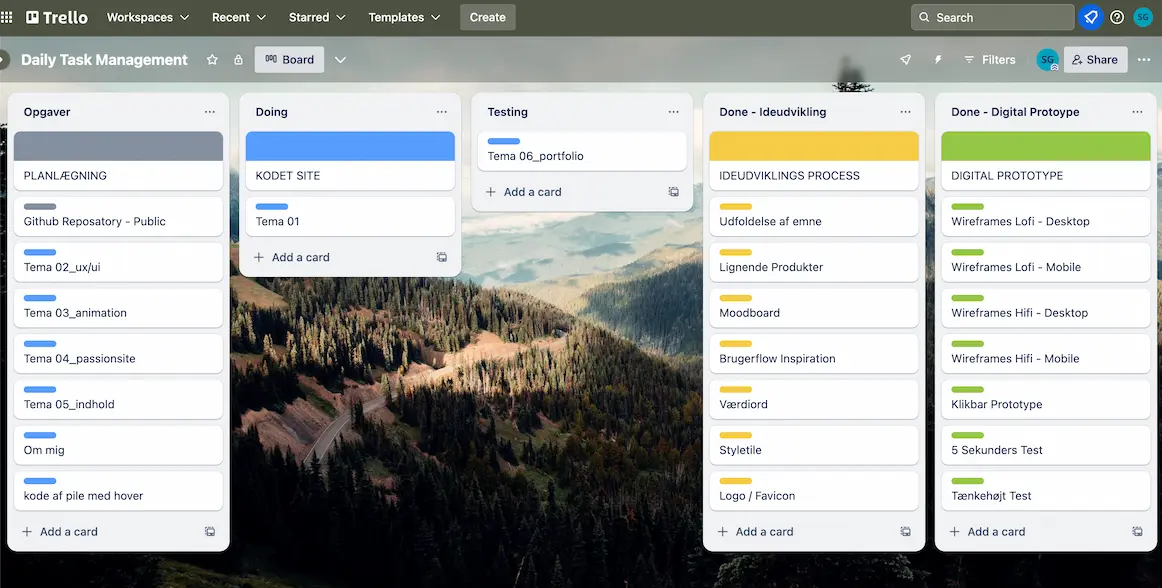 Trello
Workspaces
Recent
Starred
Templates
Create
Search
SG
Daily Task Management
Board
Filters
SG
Share
Opgaver
PLANLÆGNING
Github Reposatory - Public
Tema 02_ux/ui
Tema 03_animation
Tema 04_passionsite
Tema 05_indhold
Om mig
kode af pile med hover
Add a card
Doing
KODET SITE
Tema 01
Add a card
Testing
Tema 06_portfolio
Add a card
Done - Ideudvikling
IDEUDVIKLINGS PROCESS
Udfoldelse af emne
Lignende Produkter
Moodboard
Brugerflow Inspiration
Værdiord
Styletile
Logo / Favicon
Add a card
Done - Digital Protoype
DIGITAL PROTOTYPE
Wireframes Lofi - Desktop
Wireframes Lofi - Mobile
Wireframes Hifi - Desktop
Wireframes Hifi - Mobile
Klikbar Prototype
5 Sekunders Test
Tænkehøjt Test
Add a card